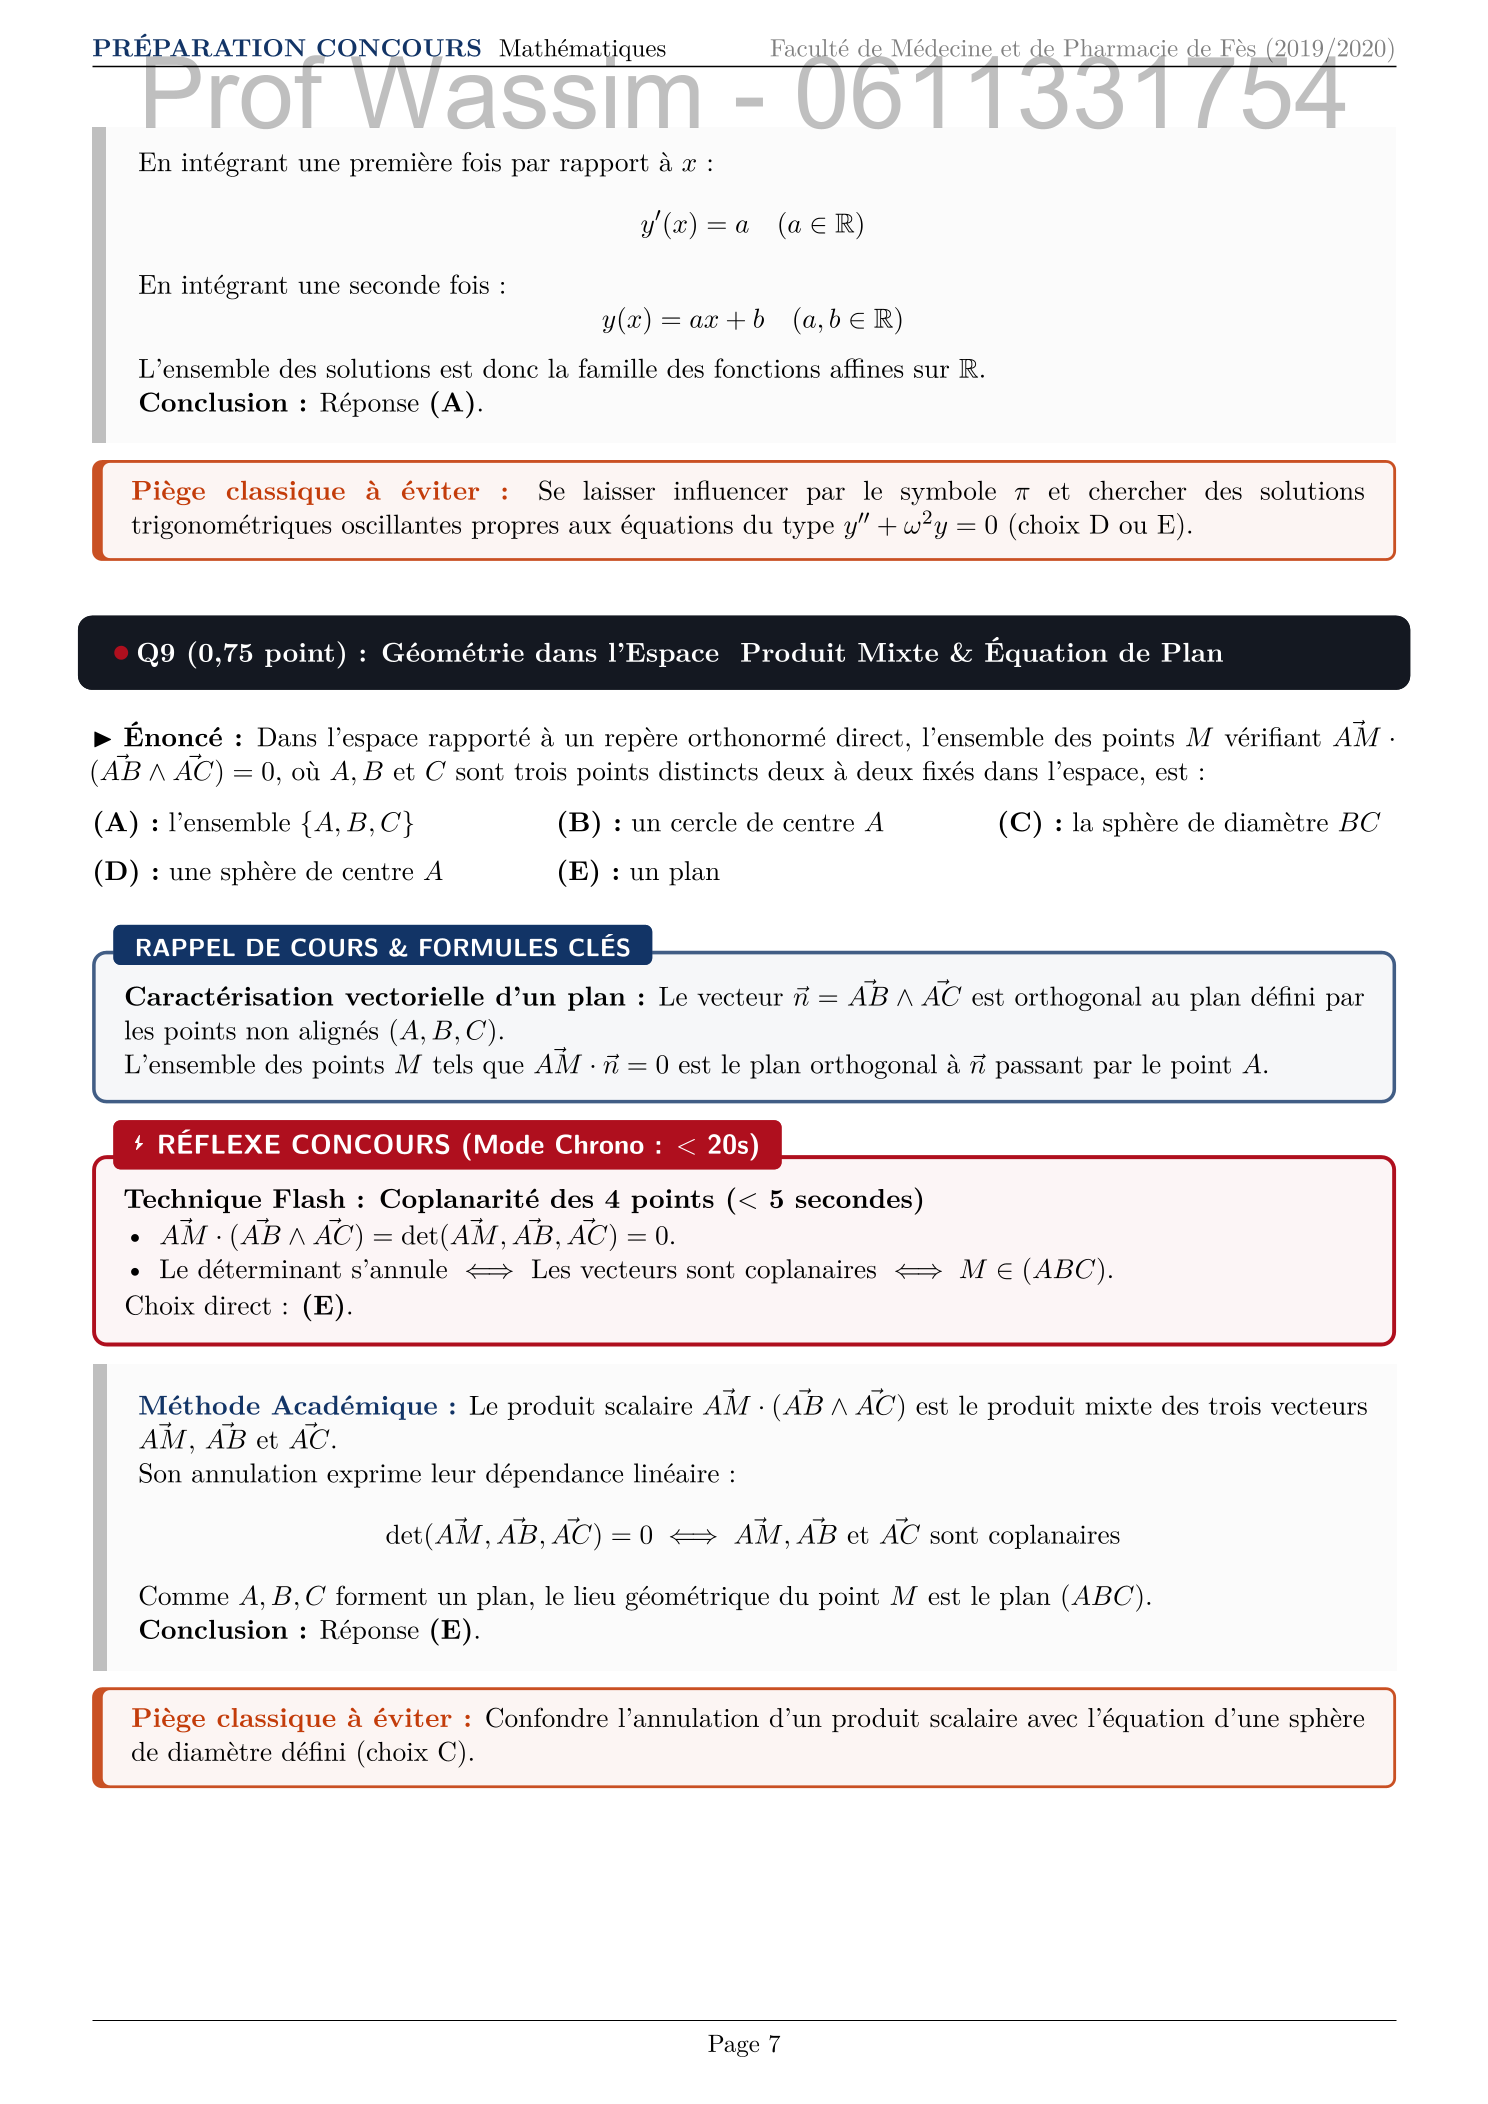 PRÉPARATION CONCOURS Mathématiques Faculté de Médecine et de Pharmacie de Fès (2019/2020)
Prof Wassim - 0611331754
En intégrant une première fois par rapport à x :
y′(x) = a (a ∈ ℝ)
En intégrant une seconde fois :
y(x) = ax + b (a, b ∈ ℝ)
L'ensemble des solutions est donc la famille des fonctions affines sur ℝ.
Conclusion : Réponse (A).
Piège classique à éviter : Se laisser influencer par le symbole π et chercher des solutions
trigonométriques oscillantes propres aux équations du type y″ + ω²y = 0 (choix D ou E).
● Q9 (0,75 point) : Géométrie dans l'Espace Produit Mixte & Équation de Plan
▶ Énoncé : Dans l'espace rapporté à un repère orthonormé direct, l'ensemble des points M vérifiant A⃗M ·
(A⃗B ∧ A⃗C) = 0, où A, B et C sont trois points distincts deux à deux fixés dans l'espace, est :
(A) : l'ensemble {A, B, C} (B) : un cercle de centre A (C) : la sphère de diamètre BC
(D) : une sphère de centre A (E) : un plan
RAPPEL DE COURS & FORMULES CLÉS
Caractérisation vectorielle d'un plan : Le vecteur n⃗ = A⃗B ∧ A⃗C est orthogonal au plan défini par
les points non alignés (A, B, C).
L'ensemble des points M tels que A⃗M · n⃗ = 0 est le plan orthogonal à n⃗ passant par le point A.
⚡ RÉFLEXE CONCOURS (Mode Chrono : < 20s)
Technique Flash : Coplanarité des 4 points (< 5 secondes)
• A⃗M · (A⃗B ∧ A⃗C) = det(A⃗M, A⃗B, A⃗C) = 0.
• Le déterminant s'annule ⟺ Les vecteurs sont coplanaires ⟺ M ∈ (ABC).
Choix direct : (E).
Méthode Académique : Le produit scalaire A⃗M · (A⃗B ∧ A⃗C) est le produit mixte des trois vecteurs
A⃗M, A⃗B et A⃗C.
Son annulation exprime leur dépendance linéaire :
det(A⃗M, A⃗B, A⃗C) = 0 ⟺ A⃗M, A⃗B et A⃗C sont coplanaires
Comme A, B, C forment un plan, le lieu géométrique du point M est le plan (ABC).
Conclusion : Réponse (E).
Piège classique à éviter : Confondre l'annulation d'un produit scalaire avec l'équation d'une sphère
de diamètre défini (choix C).
Page 7